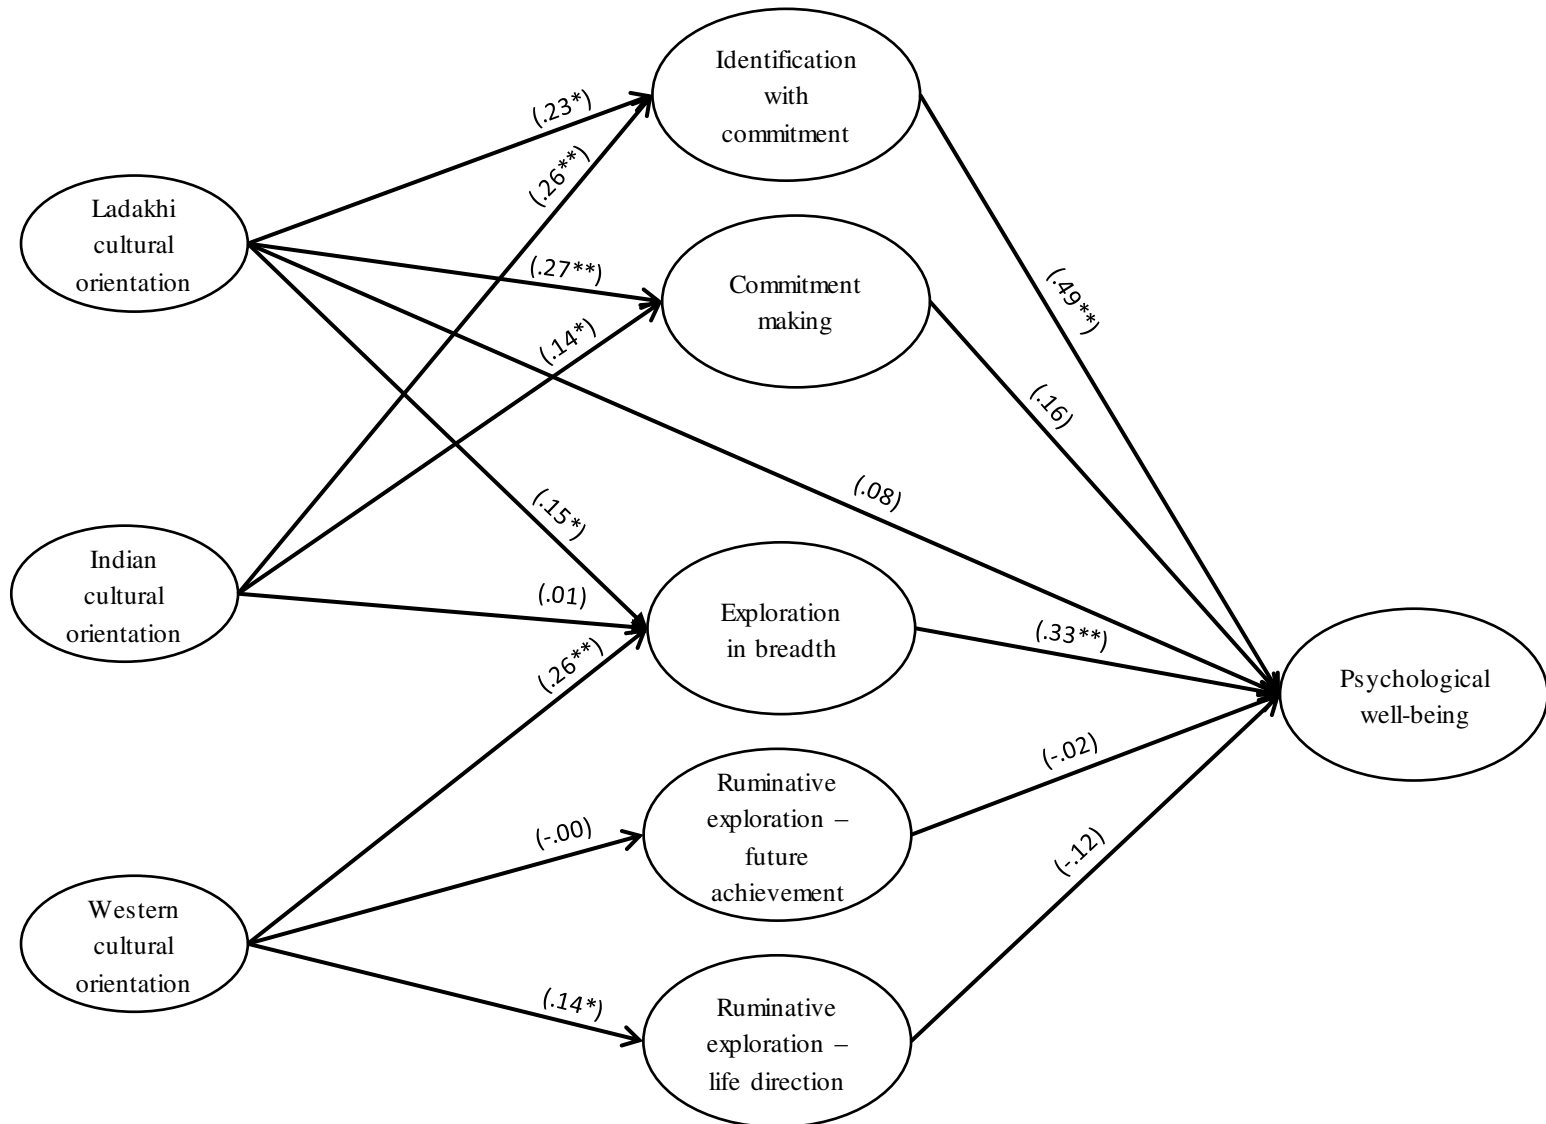 Identification
with
commitment
(.23*)
(.26**)
Ladakhi
cultural
orientation
(.27**)
Commitment
making
(.49**)
(.14*)
(.16)
(.08)
(.15*)
Indian
cultural
orientation
(.01)
Exploration
in breadth
(.33**)
(.26**)
Psychological
well-being
Ruminative
exploration –
future
achievement
(-.02)
(-.00)
(-.12)
Western
cultural
orientation
(.14*)
Ruminative
exploration –
life direction